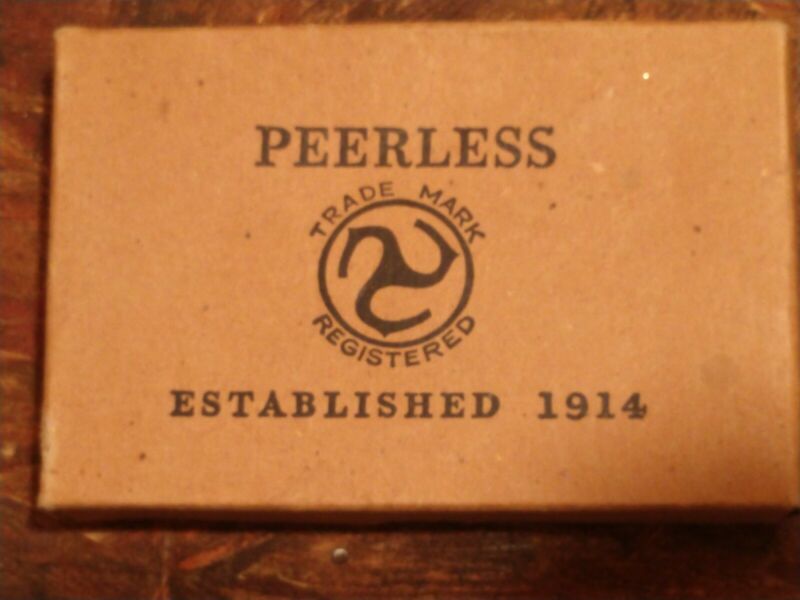 PEERLESS
TRADE MARK
REGISTERED
ESTABLISHED 1914